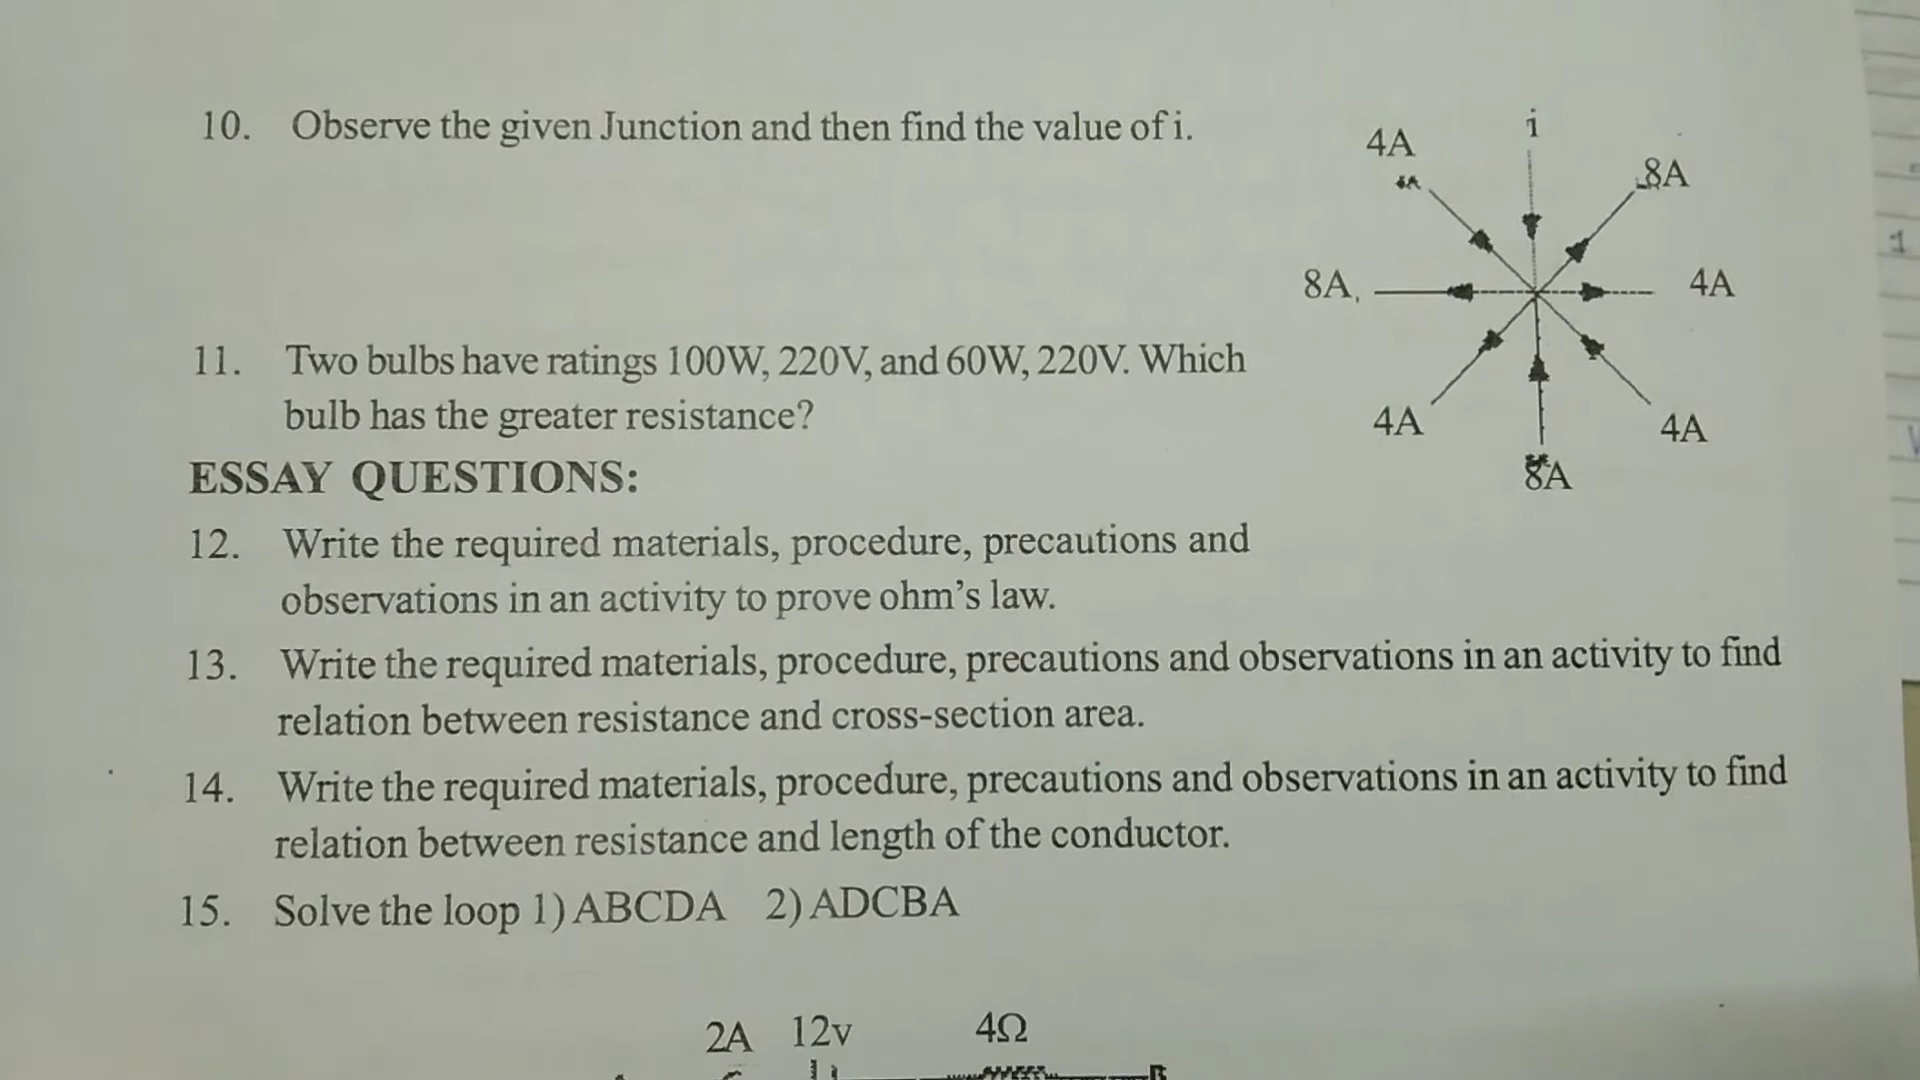 10. Observe the given Junction and then find the value of i.
4A
i
8A
8A
4A
4A
8A
4A
11. Two bulbs have ratings 100W, 220V, and 60W, 220V. Which
bulb has the greater resistance?
ESSAY QUESTIONS:
12. Write the required materials, procedure, precautions and
observations in an activity to prove ohm's law.
13. Write the required materials, procedure, precautions and observations in an activity to find
relation between resistance and cross-section area.
14. Write the required materials, procedure, precautions and observations in an activity to find
relation between resistance and length of the conductor.
15. Solve the loop 1) ABCDA 2) ADCBA
2A 12v 4Ω
B
1